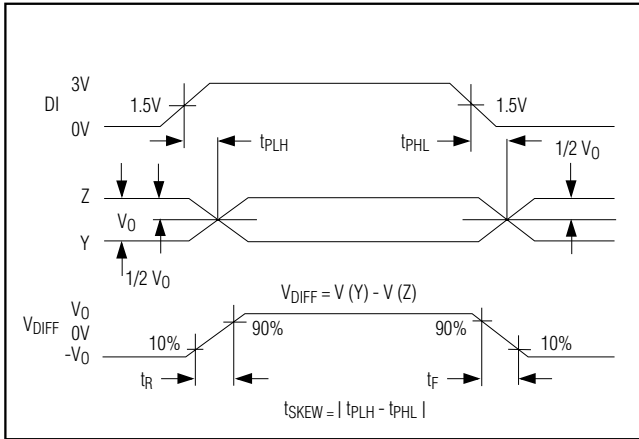 3V
DI
1.5V
1.5V
0V
tPLH
tPHL
1/2 VO
Z
VO
Y
1/2 VO
VDIFF = V (Y) - V (Z)
VO
VDIFF
0V
-VO
10%
90%
90%
10%
tR
tF
tSKEW = | tPLH - tPHL |